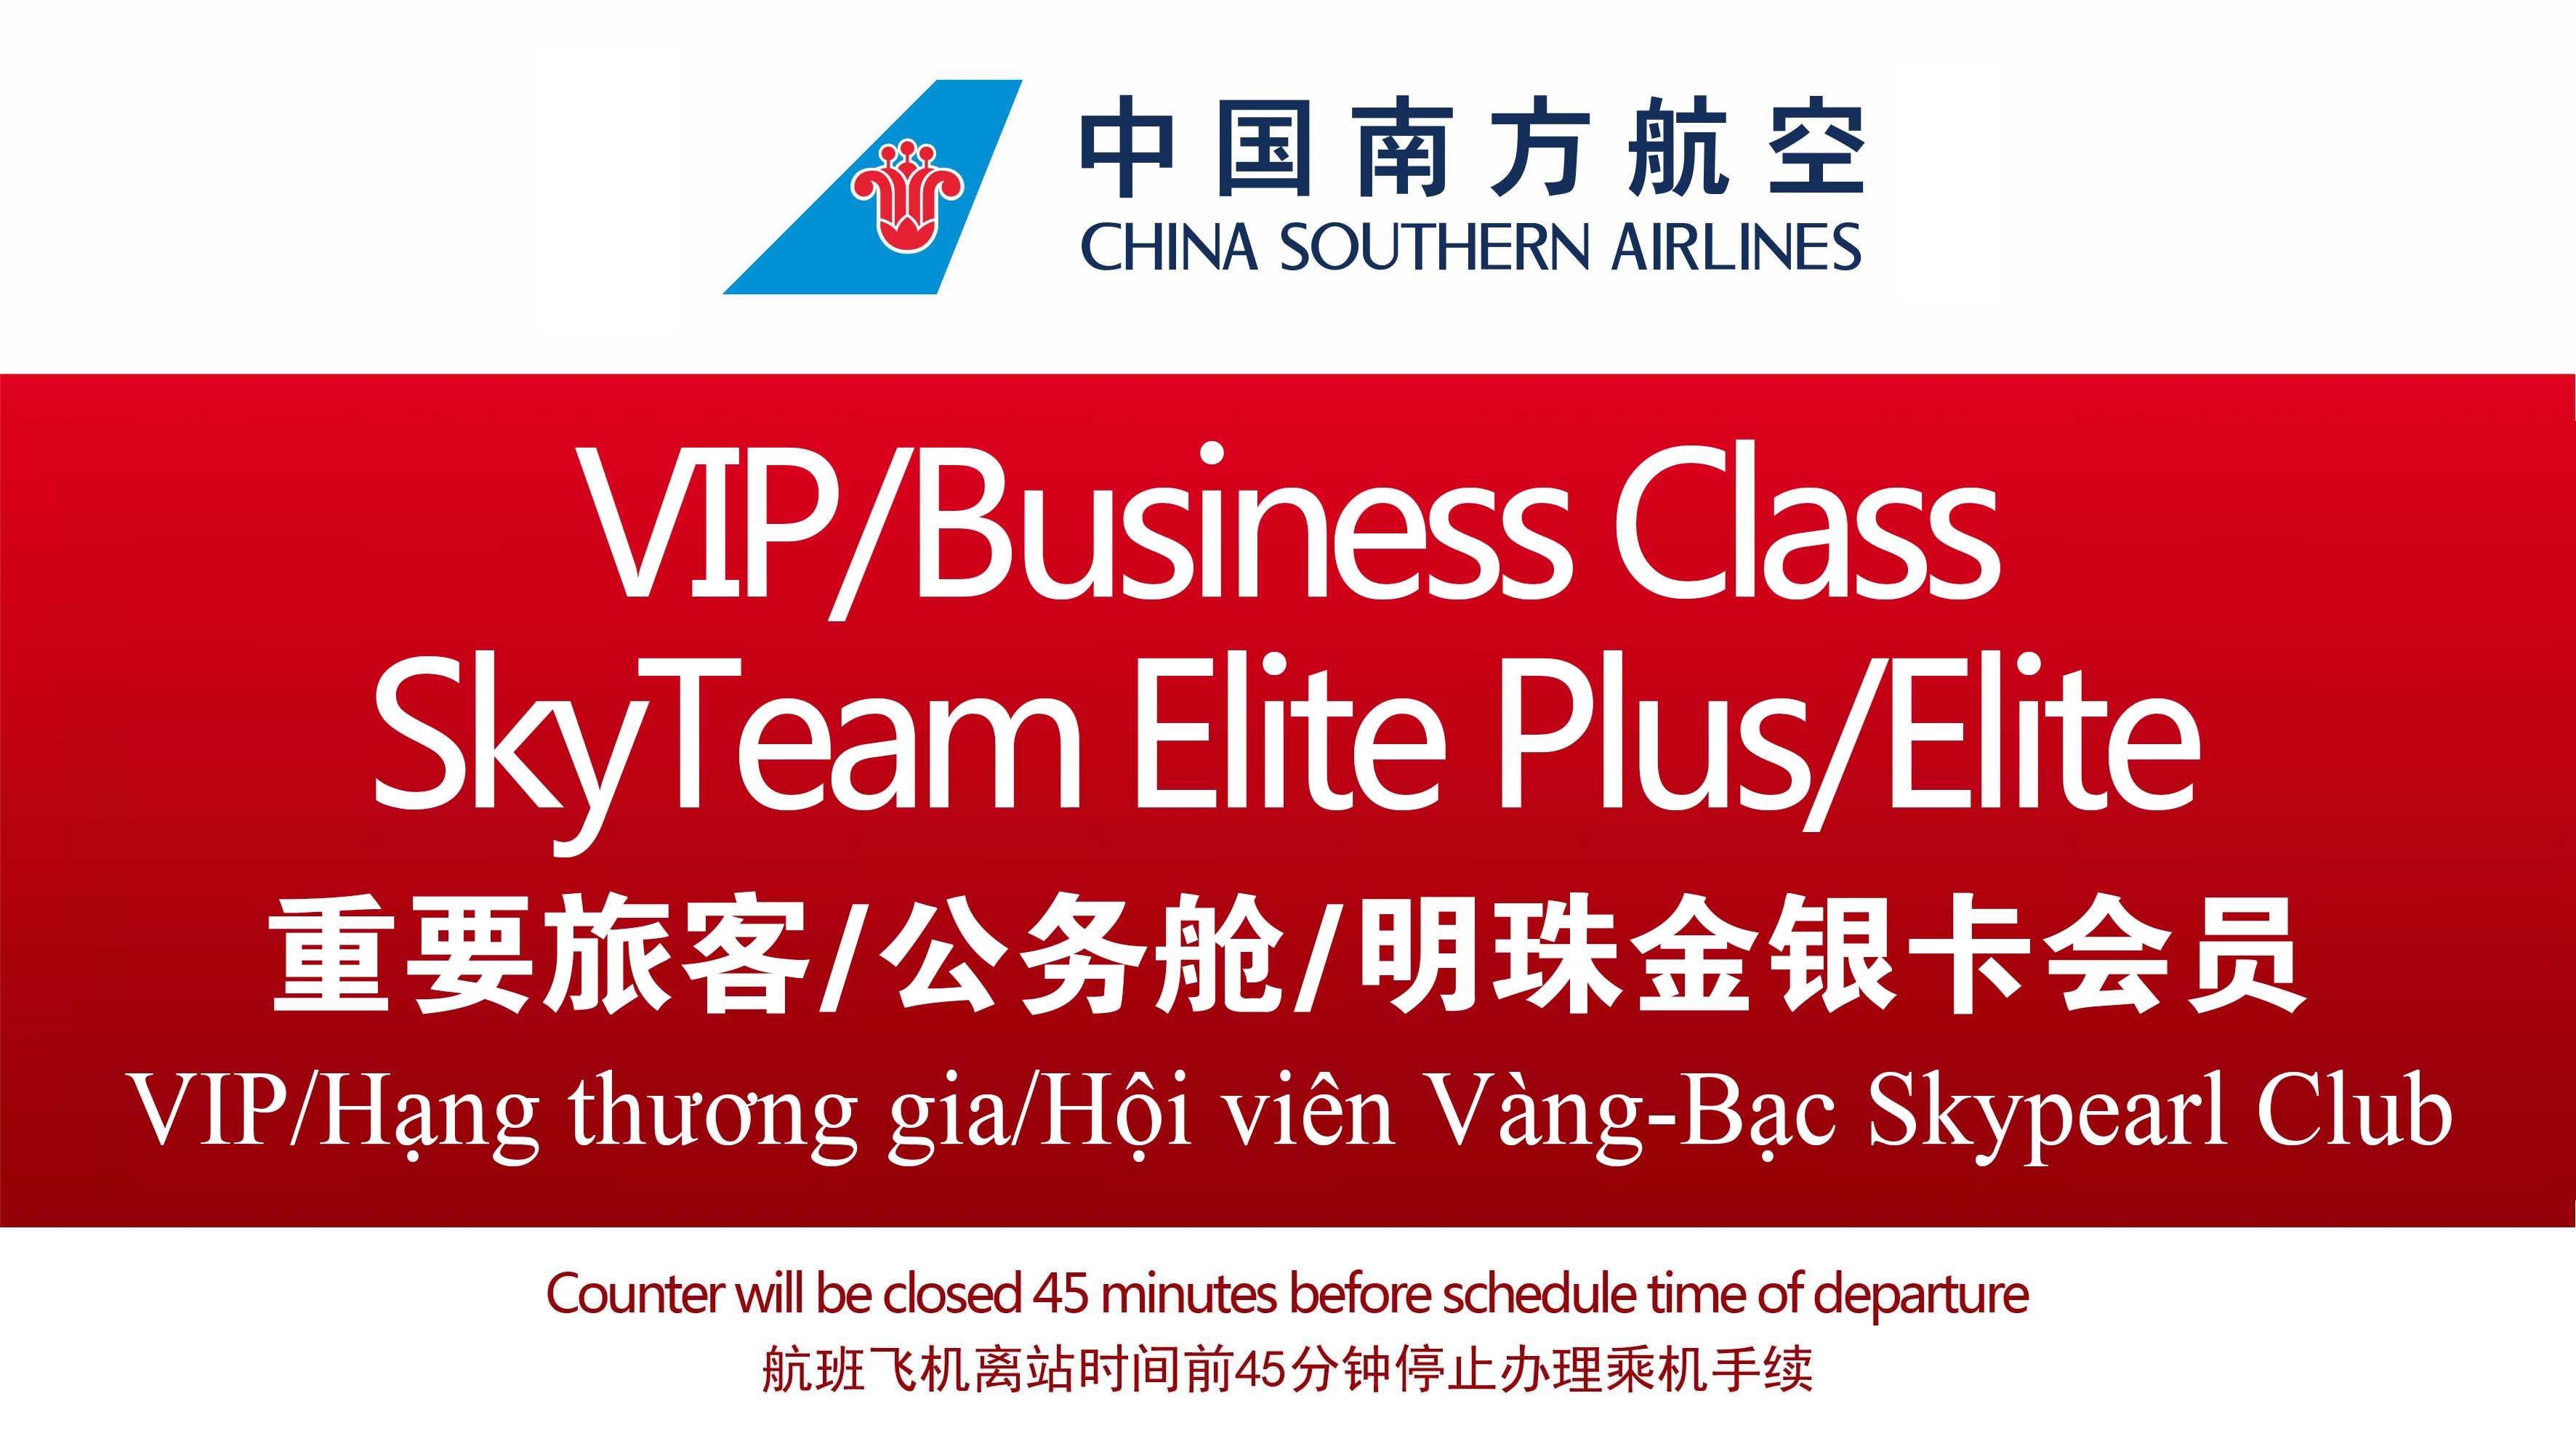 中国南方航空
CHINA SOUTHERN AIRLINES
VIP/Business Class
SkyTeam Elite Plus/Elite
重要旅客/公务舱/明珠金银卡会员
VIP/Hạng thương gia/Hội viên Vàng-Bạc Skypearl Club
Counter will be closed 45 minutes before schedule time of departure
航班飞机离站时间前45分钟停止办理乘机手续